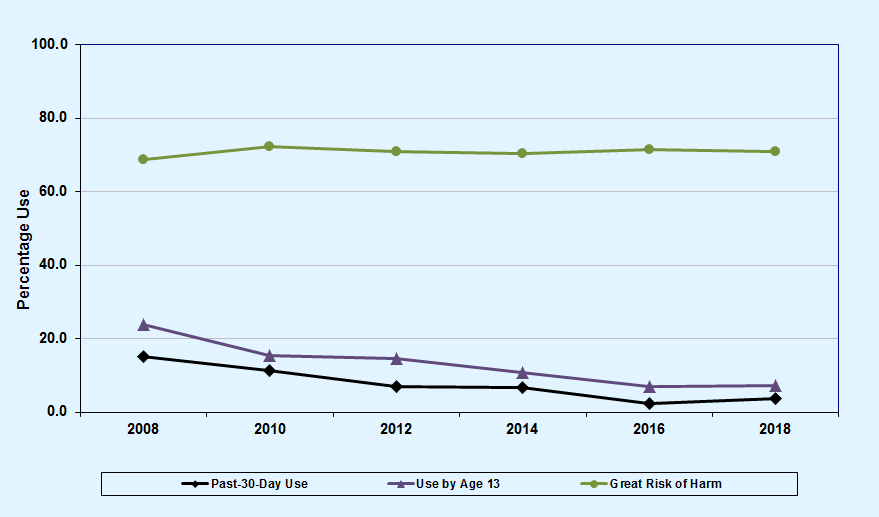 100.0
80.0
60.0
40.0
20.0
0.0
Percentage Use
2008 2010 2012 2014 2016 2018
Past-30-Day Use Use by Age 13 Great Risk of Harm